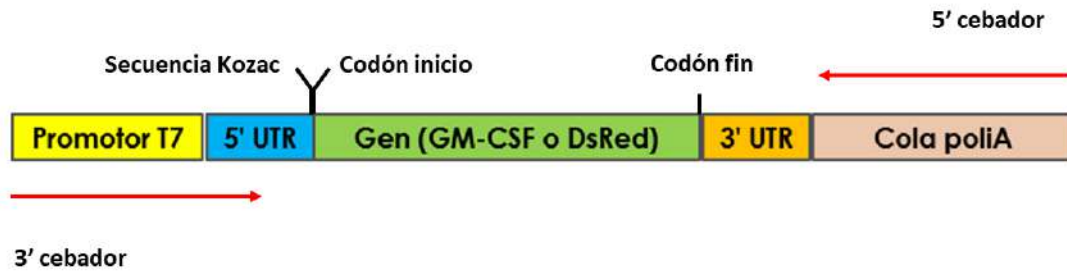 5' cebador
Secuencia Kozac Codón inicio Codón fin
Promotor T7 5' UTR Gen (GM-CSF o DsRed) 3' UTR Cola poliA
3' cebador